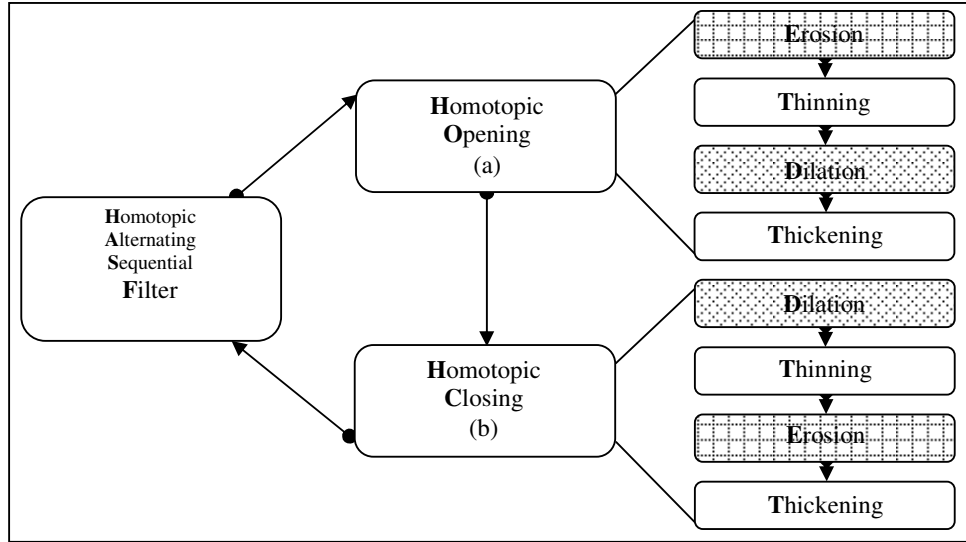 Homotopic
Alternating
Sequential
Filter
Homotopic
Opening
(a)
Erosion
Thinning
Dilation
Thickening
Homotopic
Closing
(b)
Dilation
Thinning
Erosion
Thickening